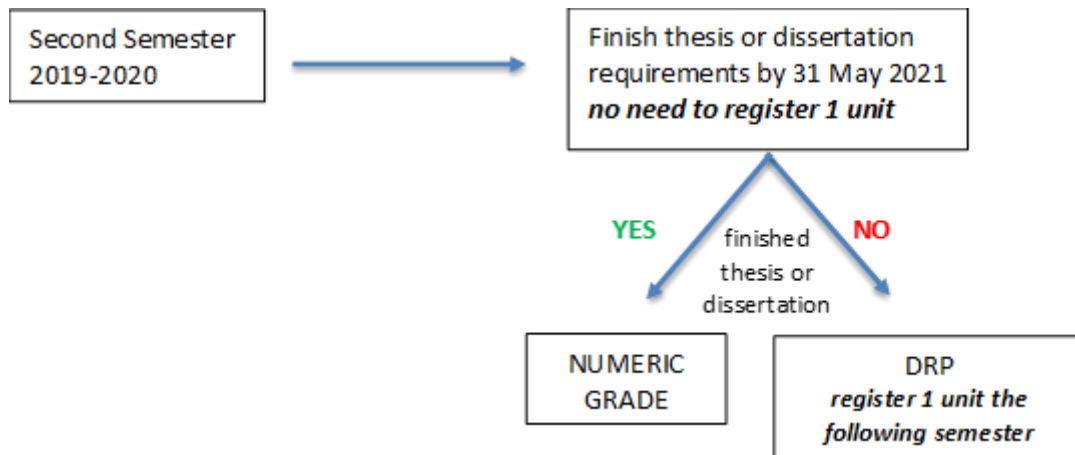 Second Semester
2019-2020
Finish thesis or dissertation
requirements by 31 May 2021
no need to register 1 unit
YES
finished
thesis or
dissertation
NO
NUMERIC
GRADE
DRP
register 1 unit the
following semester